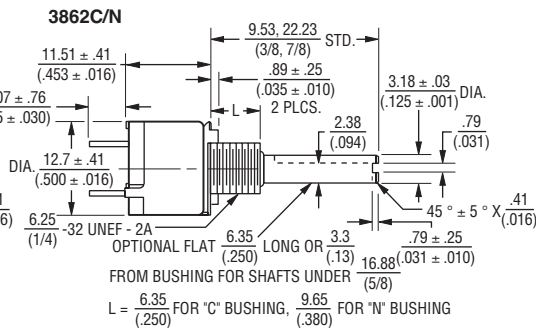 3862C/N
9.53, 22.23 STD.
(3/8, 7/8)
11.51 ± .41
(.453 ± .016)
.89 ± .25
(.035 ± .010)
2 PLCS.
L
3.18 ± .03 DIA.
(.125 ± .001)
07 ± .76
5 ± .030)
2.38
(.094)
.79
(.031)
DIA. 12.7 ± .41
(.500 ± .016)
6.25 -32 UNEF - 2A
(1/4)
45 ° ± 5 ° X .41
(.016)
OPTIONAL FLAT 6.35 LONG OR 3.3
(.250) (.13)
.79 ± .25
(.031 ± .010)
FROM BUSHING FOR SHAFTS UNDER 16.88
(5/8)
L = 6.35 FOR "C" BUSHING, 9.65 FOR "N" BUSHING
(.250) (.380)